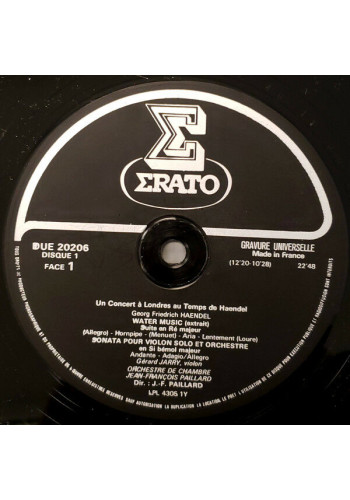 ERATO
DUE 20206
DISQUE 1
FACE 1
GRAVURE UNIVERSELLE
Made in France
(12'20-10'28) 22'48
Un Concert à Londres au Temps de Haendel
Georg Friedrich HAENDEL
WATER MUSIC (extrait)
Suite en Ré majeur
(Allegro) - Hornpipe - (Menuet) - Aria - Lentement (Loure)
SONATA POUR VIOLON SOLO ET ORCHESTRE
en Si bémol majeur
Andante - Adagio/Allegro
Gérard JARRY, violon
ORCHESTRE DE CHAMBRE
JEAN-FRANÇOIS PAILLARD
Dir : J.-F. PAILLARD
LPL 4305 1Y